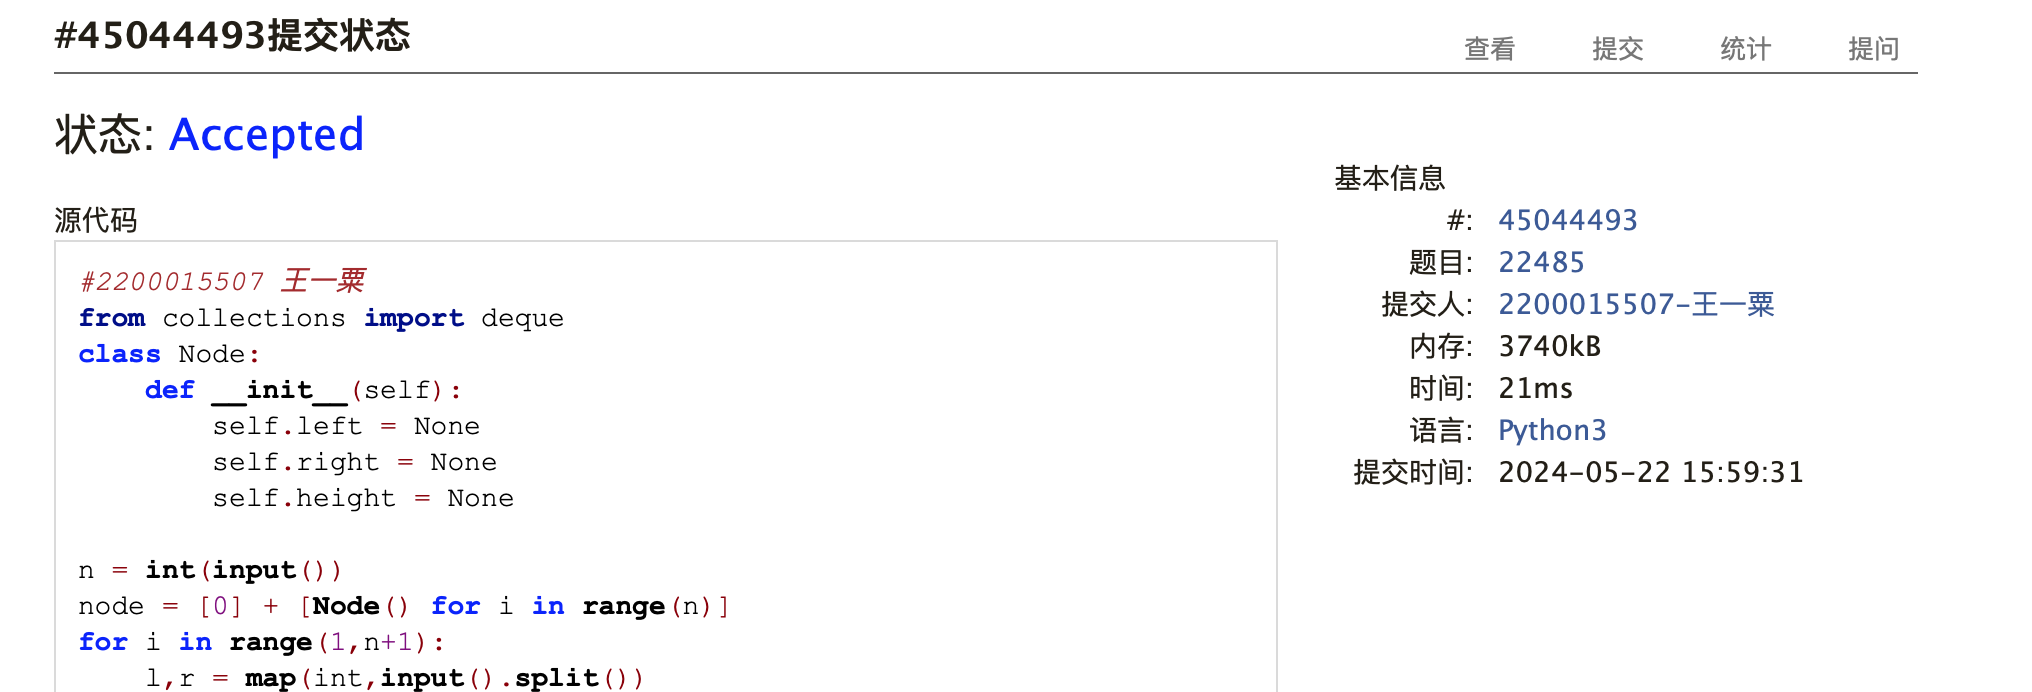 #45044493提交状态
查看 提交 统计 提问
状态: Accepted
源代码
#2200015507 王一粟
from collections import deque
class Node:
    def __init__(self):
        self.left = None
        self.right = None
        self.height = None
n = int(input())
node = [0] + [Node() for i in range(n)]
for i in range(1,n+1):
    l,r = map(int,input().split())
基本信息
#: 45044493
题目: 22485
提交人: 2200015507-王一粟
内存: 3740kB
时间: 21ms
语言: Python3
提交时间: 2024-05-22 15:59:31